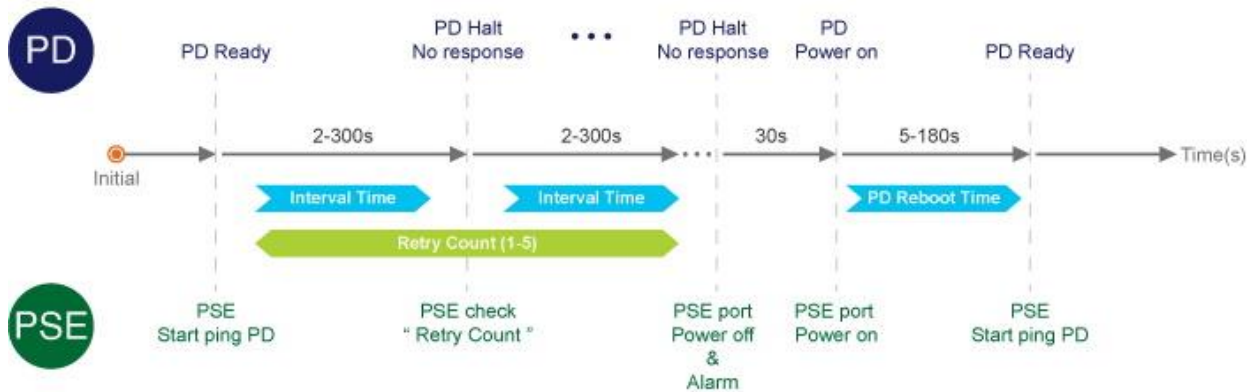 PD
PD Ready
PD Halt
No response
• • •
PD Halt
No response
PD
Power on
PD Ready
2-300s
2-300s
30s
5-180s
Time(s)
Initial
Interval Time
Interval Time
PD Reboot Time
Retry Count (1-5)
PSE
PSE
Start ping PD
PSE check
“ Retry Count ”
PSE port
Power off
&
Alarm
PSE port
Power on
PSE
Start ping PD